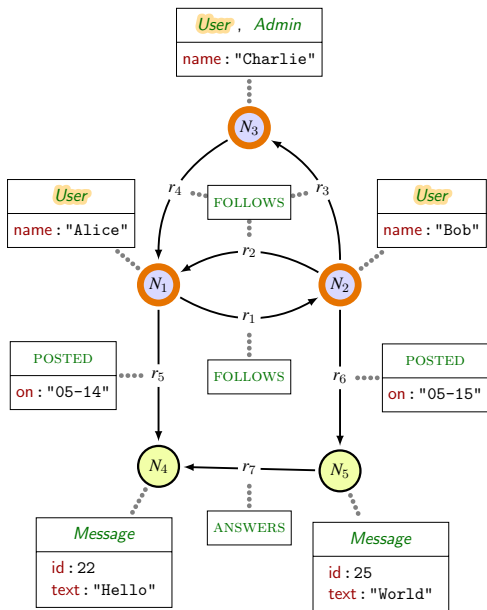 User , Admin
name : "Charlie"
N3
r4
r3
FOLLOWS
User
name : "Alice"
User
name : "Bob"
r2
N1
N2
r1
POSTED
on : "05-14"
r5
FOLLOWS
r6
POSTED
on : "05-15"
N4
r7
N5
ANSWERS
Message
id : 22
text : "Hello"
Message
id : 25
text : "World"